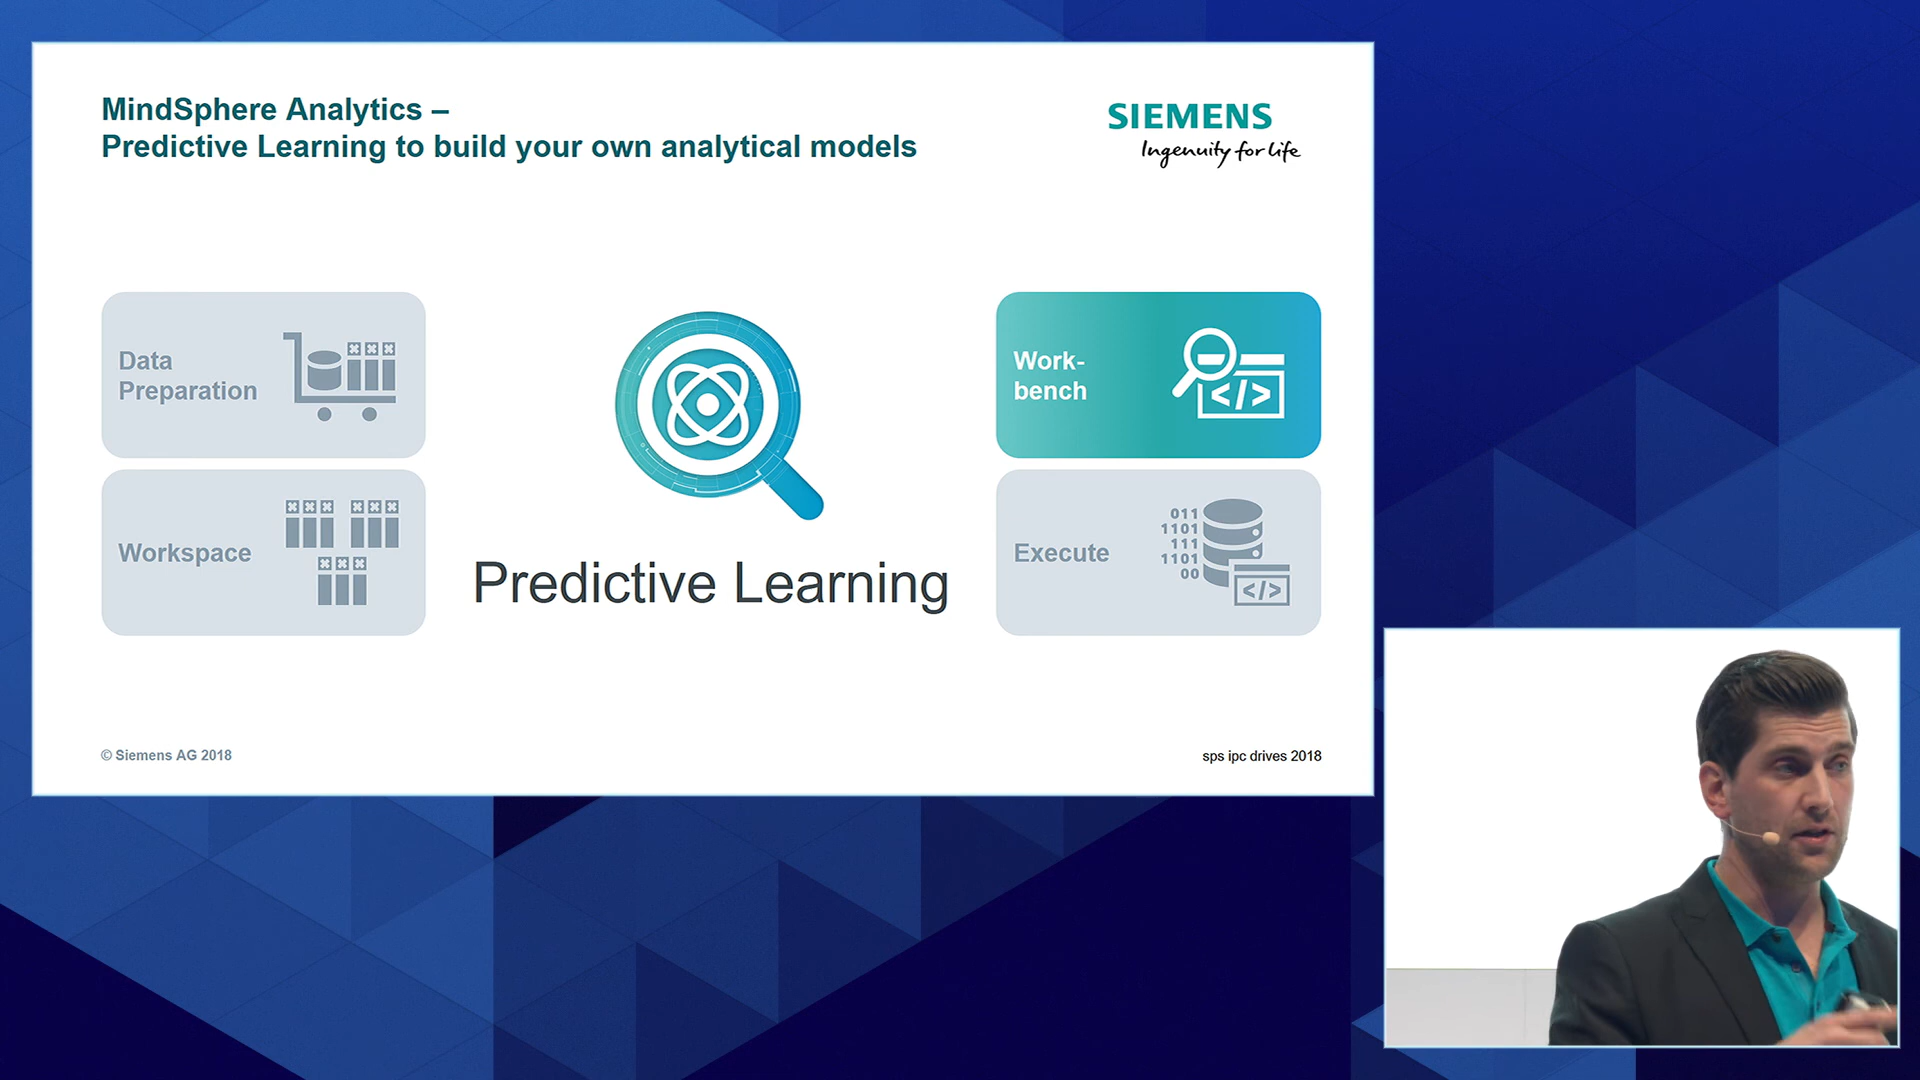 MindSphere Analytics –
Predictive Learning to build your own analytical models
SIEMENS
Ingenuity for life
Data
Preparation
Workspace
Predictive Learning
Work-
bench
</>
Execute
011
1101
111
1101
00
</>
© Siemens AG 2018
sps ipc drives 2018